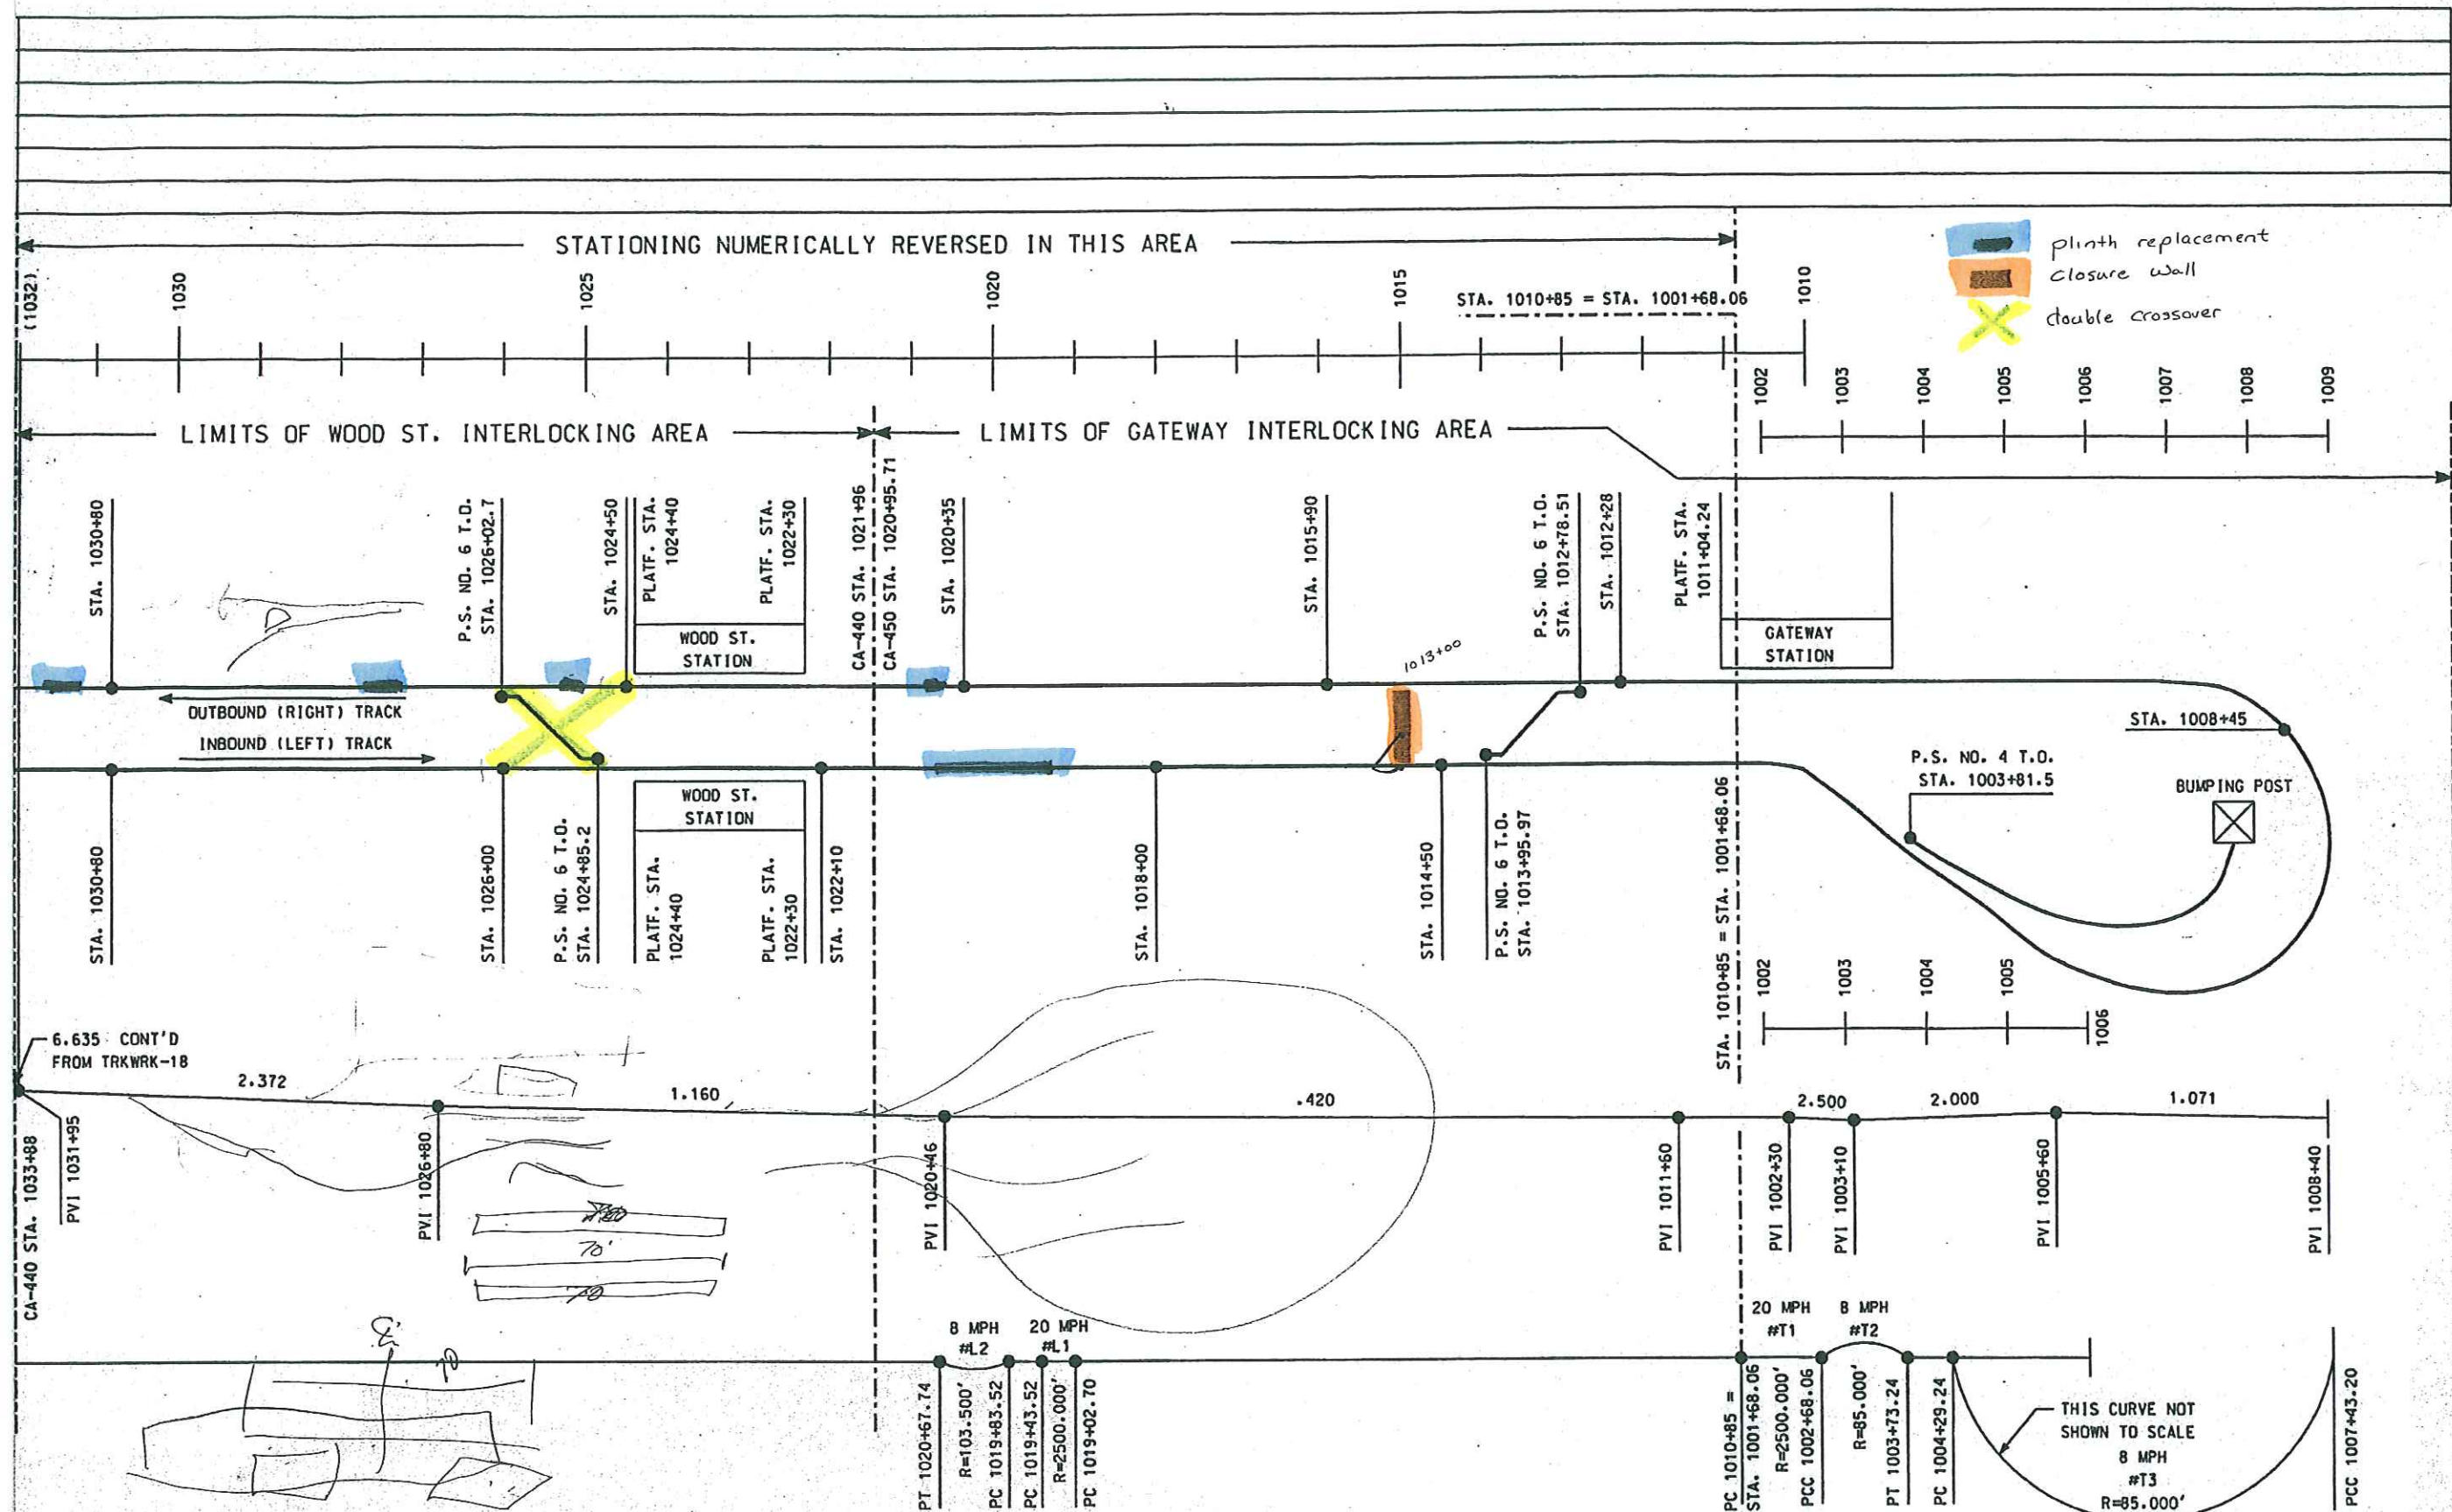 STATIONING NUMERICALLY REVERSED IN THIS AREA
plinth replacement
closure wall
double crossover
(1032)
1030
1025
1020
1015
1010
STA. 1010+85 = STA. 1001+68.06
1002
1003
1004
1005
1006
1007
1008
1009
LIMITS OF WOOD ST. INTERLOCKING AREA
LIMITS OF GATEWAY INTERLOCKING AREA
STA. 1030+80
P.S. NO. 6 T.O.
STA. 1026+02.7
STA. 1024+50
PLATF. STA.
1024+40
PLATF. STA.
1022+30
CA-440 STA. 1021+96
CA-450 STA. 1020+95.71
STA. 1020+35
STA. 1015+90
P.S. NO. 6 T.O.
STA. 1012+78.51
STA. 1012+28
PLATF. STA.
1011+04.24
WOOD ST.
STATION
GATEWAY
STATION
1013+00
OUTBOUND (RIGHT) TRACK
INBOUND (LEFT) TRACK
STA. 1008+45
P.S. NO. 4 T.O.
STA. 1003+81.5
BUMPING POST
WOOD ST.
STATION
STA. 1030+80
STA. 1026+00
P.S. NO. 6 T.O.
STA. 1024+85.2
PLATF. STA.
1024+40
PLATF. STA.
1022+30
STA. 1022+10
STA. 1018+00
STA. 1014+50
P.S. NO. 6 T.O.
STA. 1013+95.97
STA. 1010+85 = STA. 1001+68.06
1002
1003
1004
1005
1006
6.635 CONT'D
FROM TRKWRK-18
2.372
1.160
.420
2.500
2.000
1.071
CA-440 STA. 1033+88
PVI 1031+95
PVI 1026+80
PVI 1020+46
PVI 1011+60
PVI 1002+30
PVI 1003+10
PVI 1005+60
PVI 1008+40
70'
70
8 MPH
#L2
20 MPH
#L1
20 MPH
#T1
8 MPH
#T2
PT 1020+67.74
R=103.500'
PC 1019+83.52
PC 1019+43.52
R=2500.000'
PC 1019+02.70
PC 1010+85 =
STA. 1001+68.06
R=2500.000'
PCC 1002+68.06
R=85.000'
PT 1003+73.24
PC 1004+29.24
THIS CURVE NOT
SHOWN TO SCALE
8 MPH
#T3
R=85.000'
PCC 1007+43.20